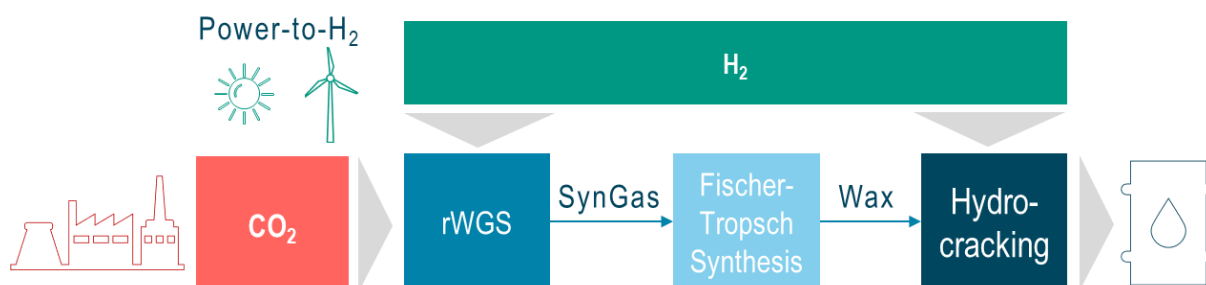 Power-to-H₂
H₂
CO₂
rWGS
SynGas
Fischer-
Tropsch
Synthesis
Wax
Hydro-
cracking